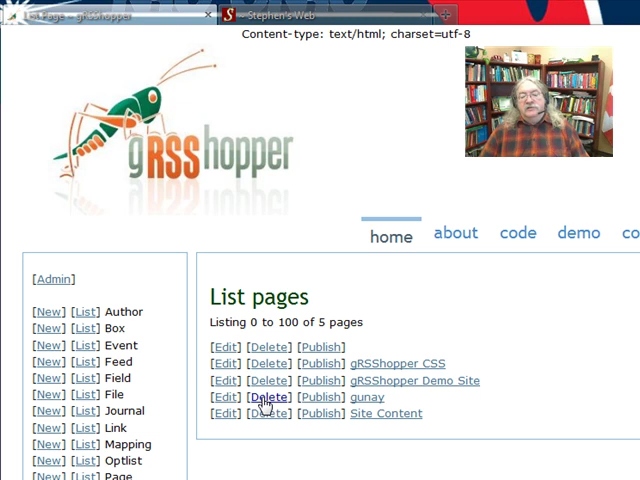 List Page ~ gRSShopper
~ Stephen's Web
Content-type: text/html; charset=utf-8
gRSShopper
home about code demo co
[Admin]
[New] [List] Author
[New] [List] Box
[New] [List] Event
[New] [List] Feed
[New] [List] Field
[New] [List] File
[New] [List] Journal
[New] [List] Link
[New] [List] Mapping
[New] [List] Optlist
[New] [List] Page
List pages
Listing 0 to 100 of 5 pages
[Edit] [Delete] [Publish]
[Edit] [Delete] [Publish] gRSShopper CSS
[Edit] [Delete] [Publish] gRSShopper Demo Site
[Edit] [Delete] [Publish] gunay
[Edit] [Delete] [Publish] Site Content